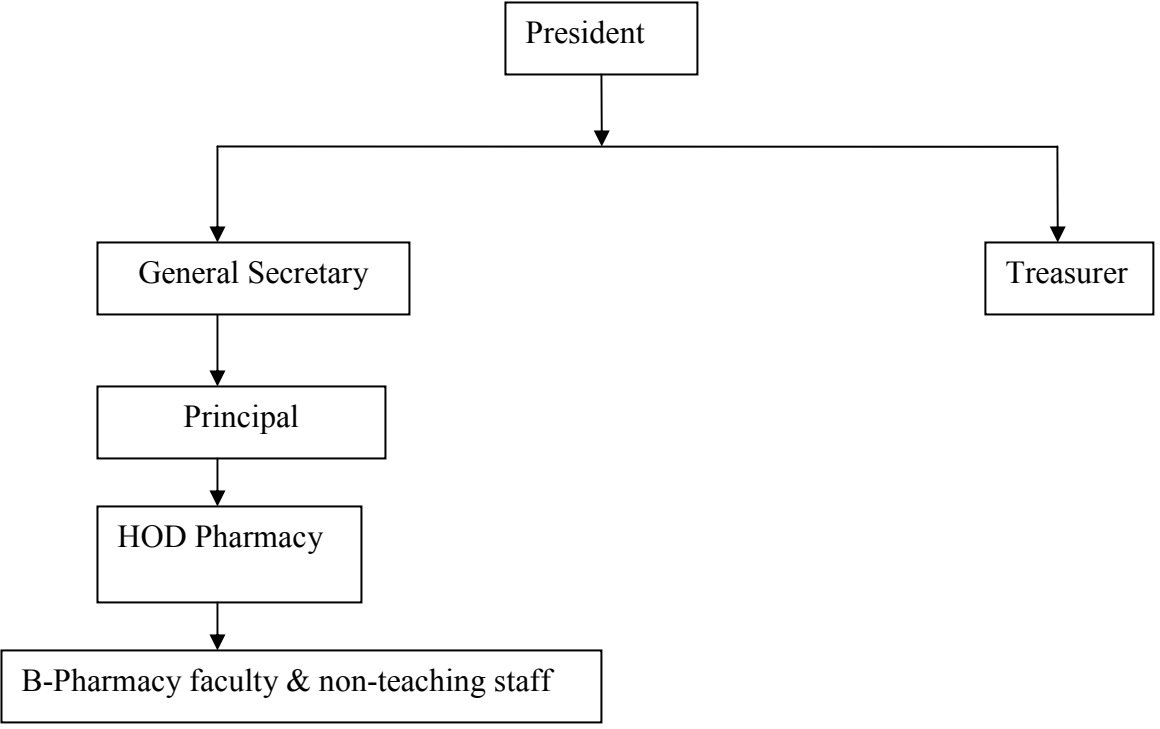 President
General Secretary
Treasurer
Principal
HOD Pharmacy
B-Pharmacy faculty & non-teaching staff